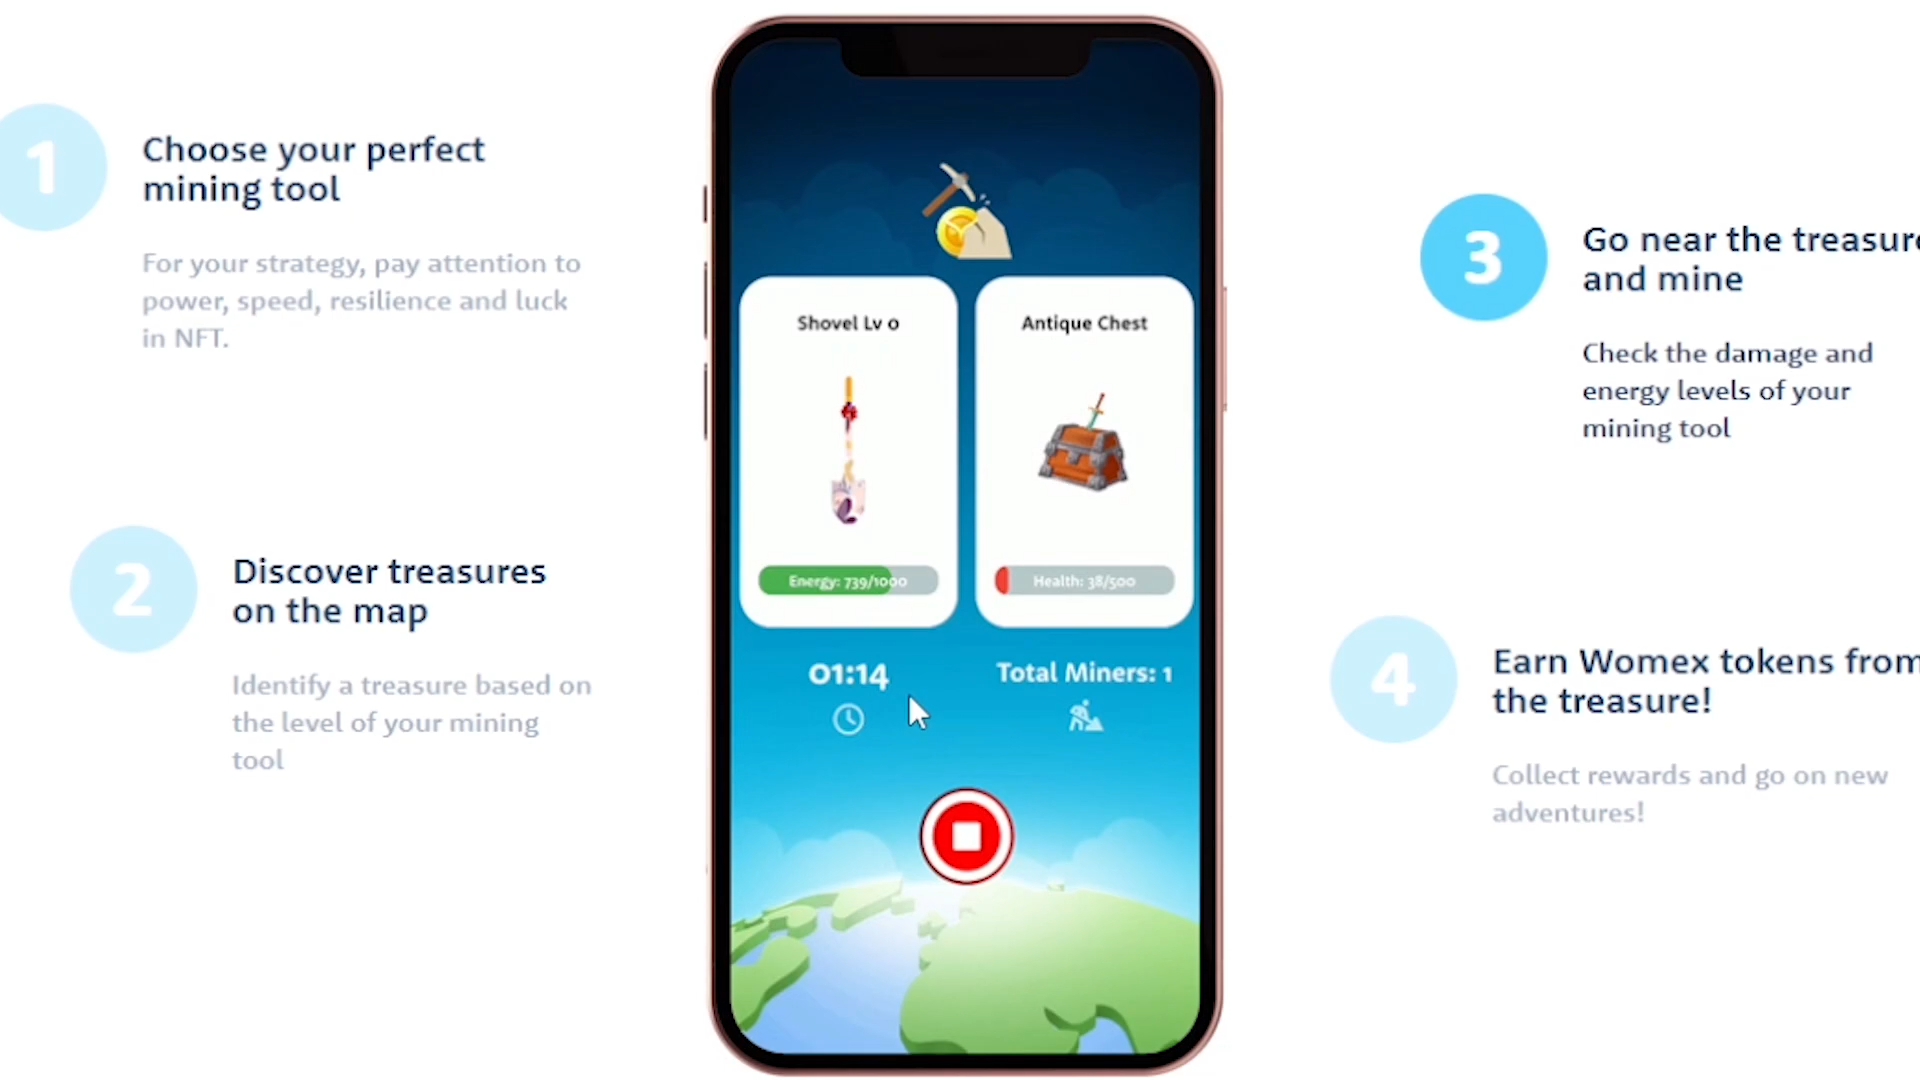 1
Choose your perfect
mining tool
For your strategy, pay attention to
power, speed, resilience and luck
in NFT.
2
Discover treasures
on the map
Identify a treasure based on
the level of your mining
tool
Shovel Lv 0
Energy: 739/1000
Antique Chest
Health: 38/500
01:14
Total Miners: 1
3
Go near the treasure
and mine
Check the damage and
energy levels of your
mining tool
4
Earn Womex tokens from
the treasure!
Collect rewards and go on new
adventures!